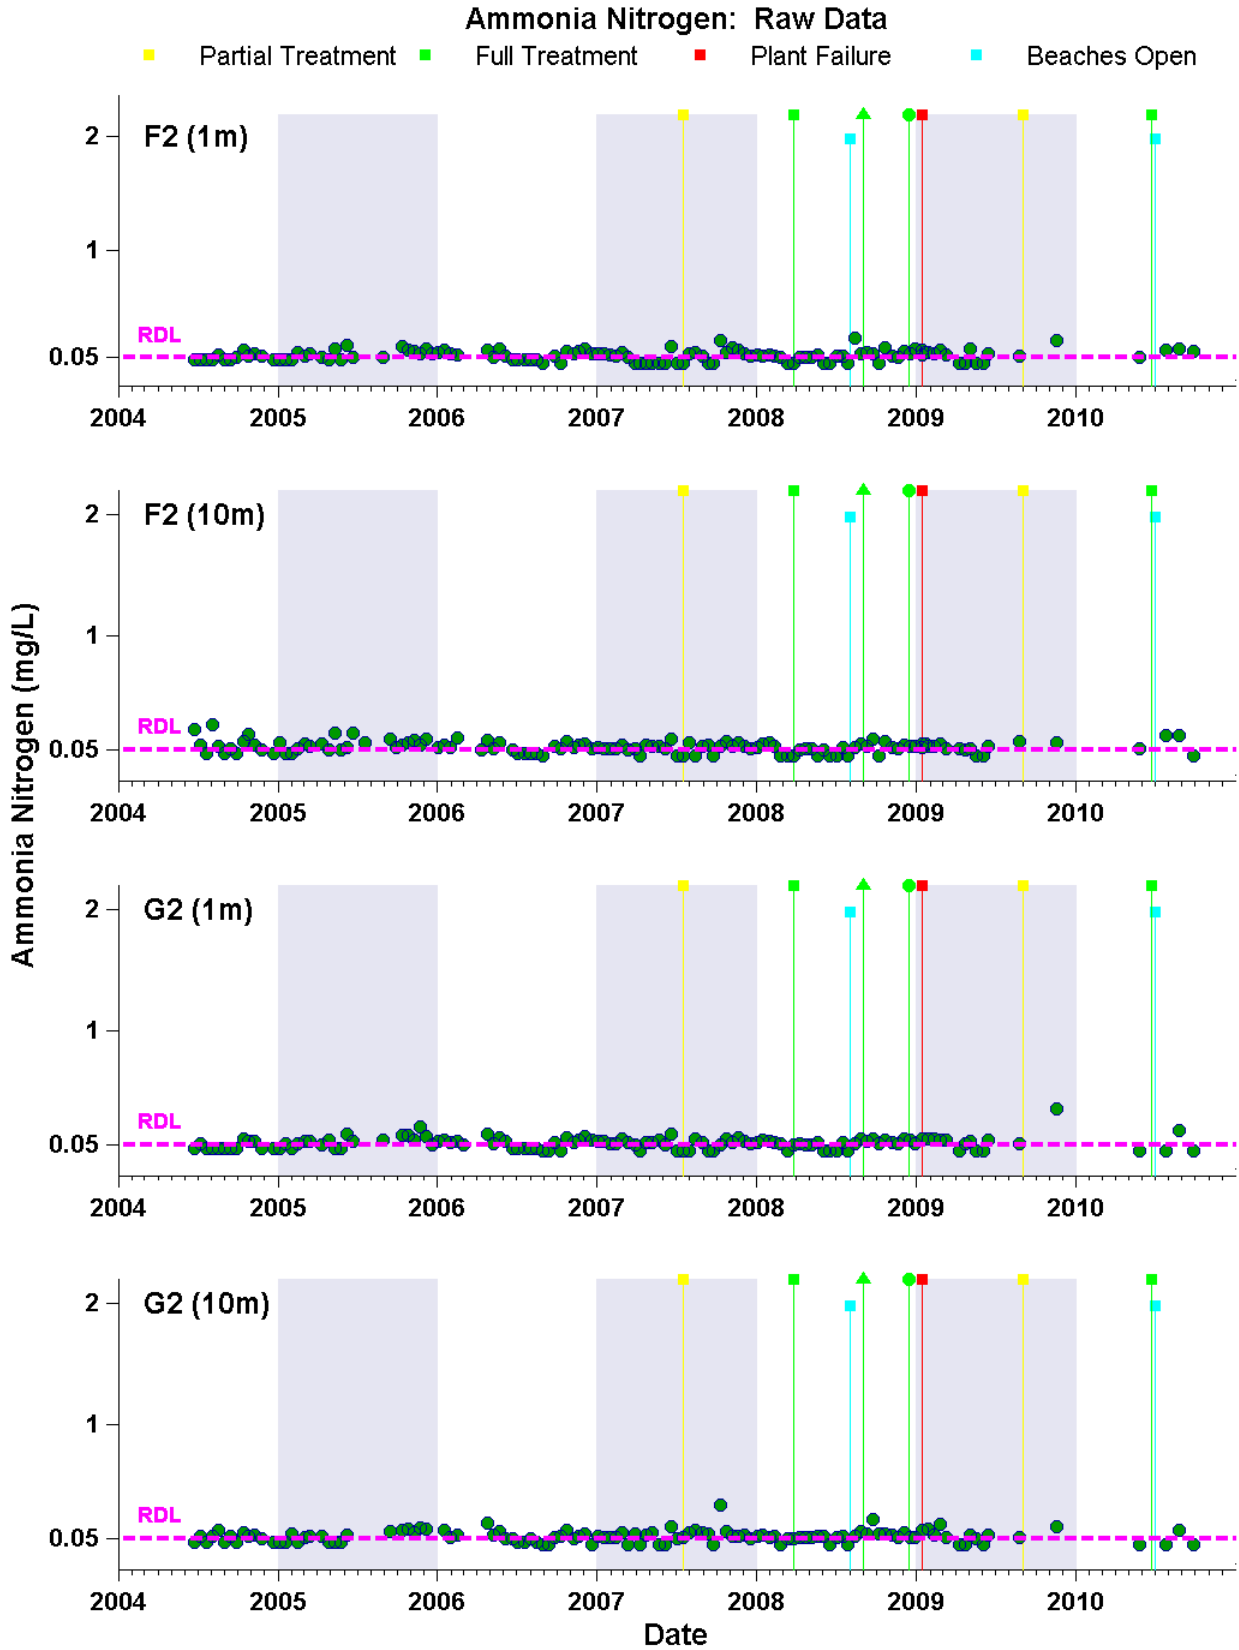 Ammonia Nitrogen:  Raw Data
Partial Treatment Full Treatment Plant Failure Beaches Open
F2 (1m)
2
1
RDL
0.05
2004 2005 2006 2007 2008 2009 2010
F2 (10m)
2
1
RDL
0.05
2004 2005 2006 2007 2008 2009 2010
Ammonia Nitrogen (mg/L)
G2 (1m)
2
1
RDL
0.05
2004 2005 2006 2007 2008 2009 2010
G2 (10m)
2
1
RDL
0.05
2004 2005 2006 2007 2008 2009 2010
Date